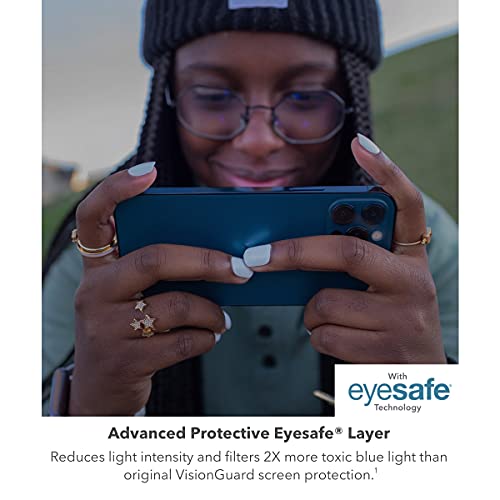 With
eyesafe®
Technology
Advanced Protective Eyesafe® Layer
Reduces light intensity and filters 2X more toxic blue light than
original VisionGuard screen protection.¹